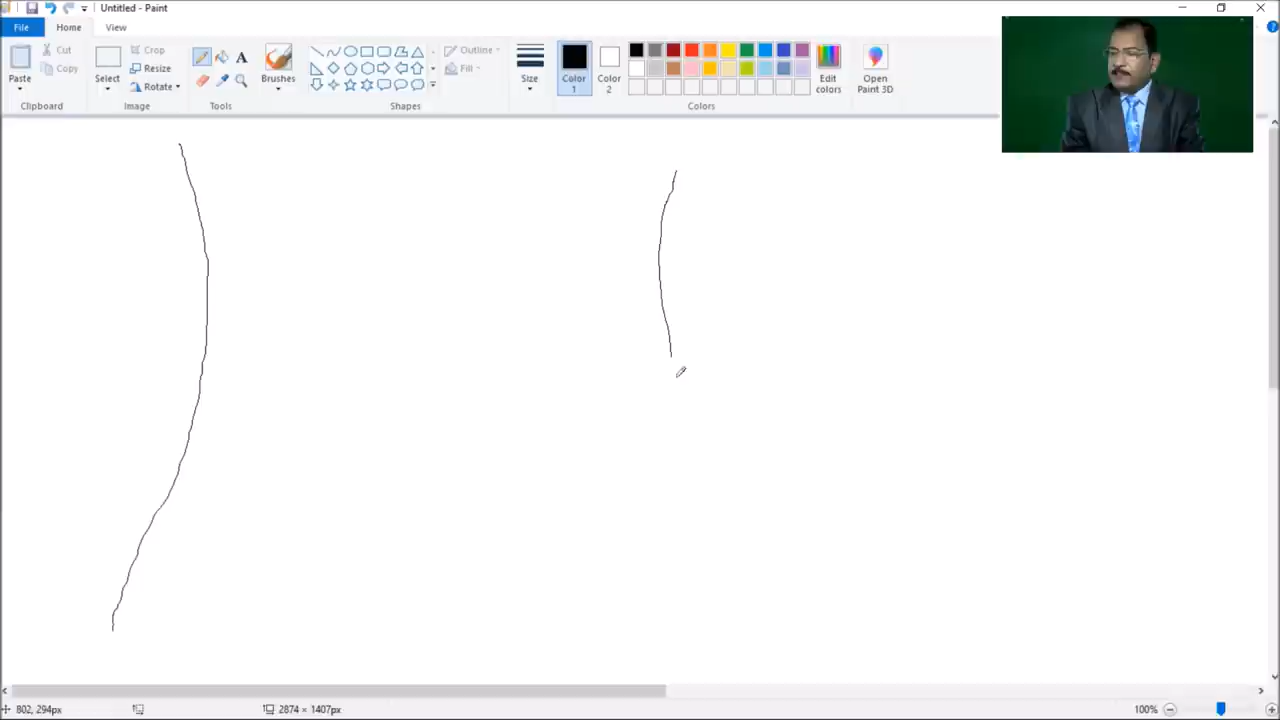 Untitled - Paint
File Home View
Paste
Cut
Copy
Clipboard
Select
Crop
Resize
Rotate
Image
Tools
Brushes
Shapes
Outline
Fill
Size
Color 1
Color 2
Edit colors
Colors
Open Paint 3D
802, 294px
2874 × 1407px
100%